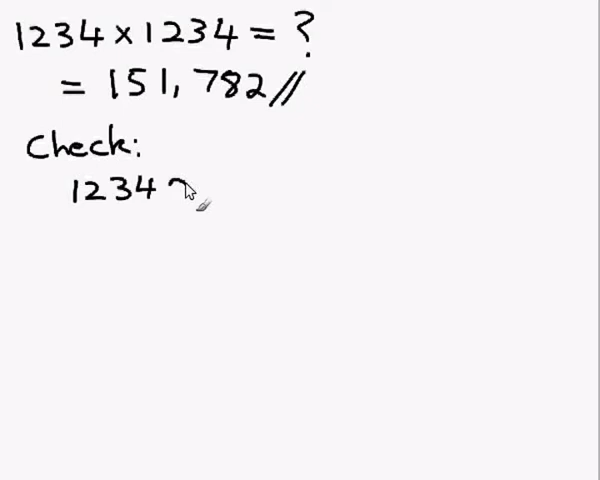 1234 × 1234 = ?
= 151,782 //
Check:
1234